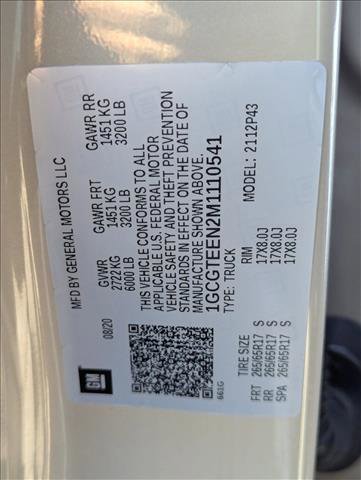 MFD BY GENERAL MOTORS LLC
08/20 GVWR GAWR FRT GAWR RR
2722 KG 1451 KG 1451 KG
6000 LB 3200 LB 3200 LB
THIS VEHICLE CONFORMS TO ALL
APPLICABLE U.S. FEDERAL MOTOR
VEHICLE SAFETY AND THEFT PREVENTION
STANDARDS IN EFFECT ON THE DATE OF
MANUFACTURE SHOWN ABOVE.
1GCGTEEN2M1110541
TYPE: TRUCK MODEL: 2112P43
GM
661G
TIRE SIZE RIM
FRT 265/65R17 S 17X8.0J
RR 265/65R17 S 17X8.0J
SPA 265/65R17 S 17X8.0J